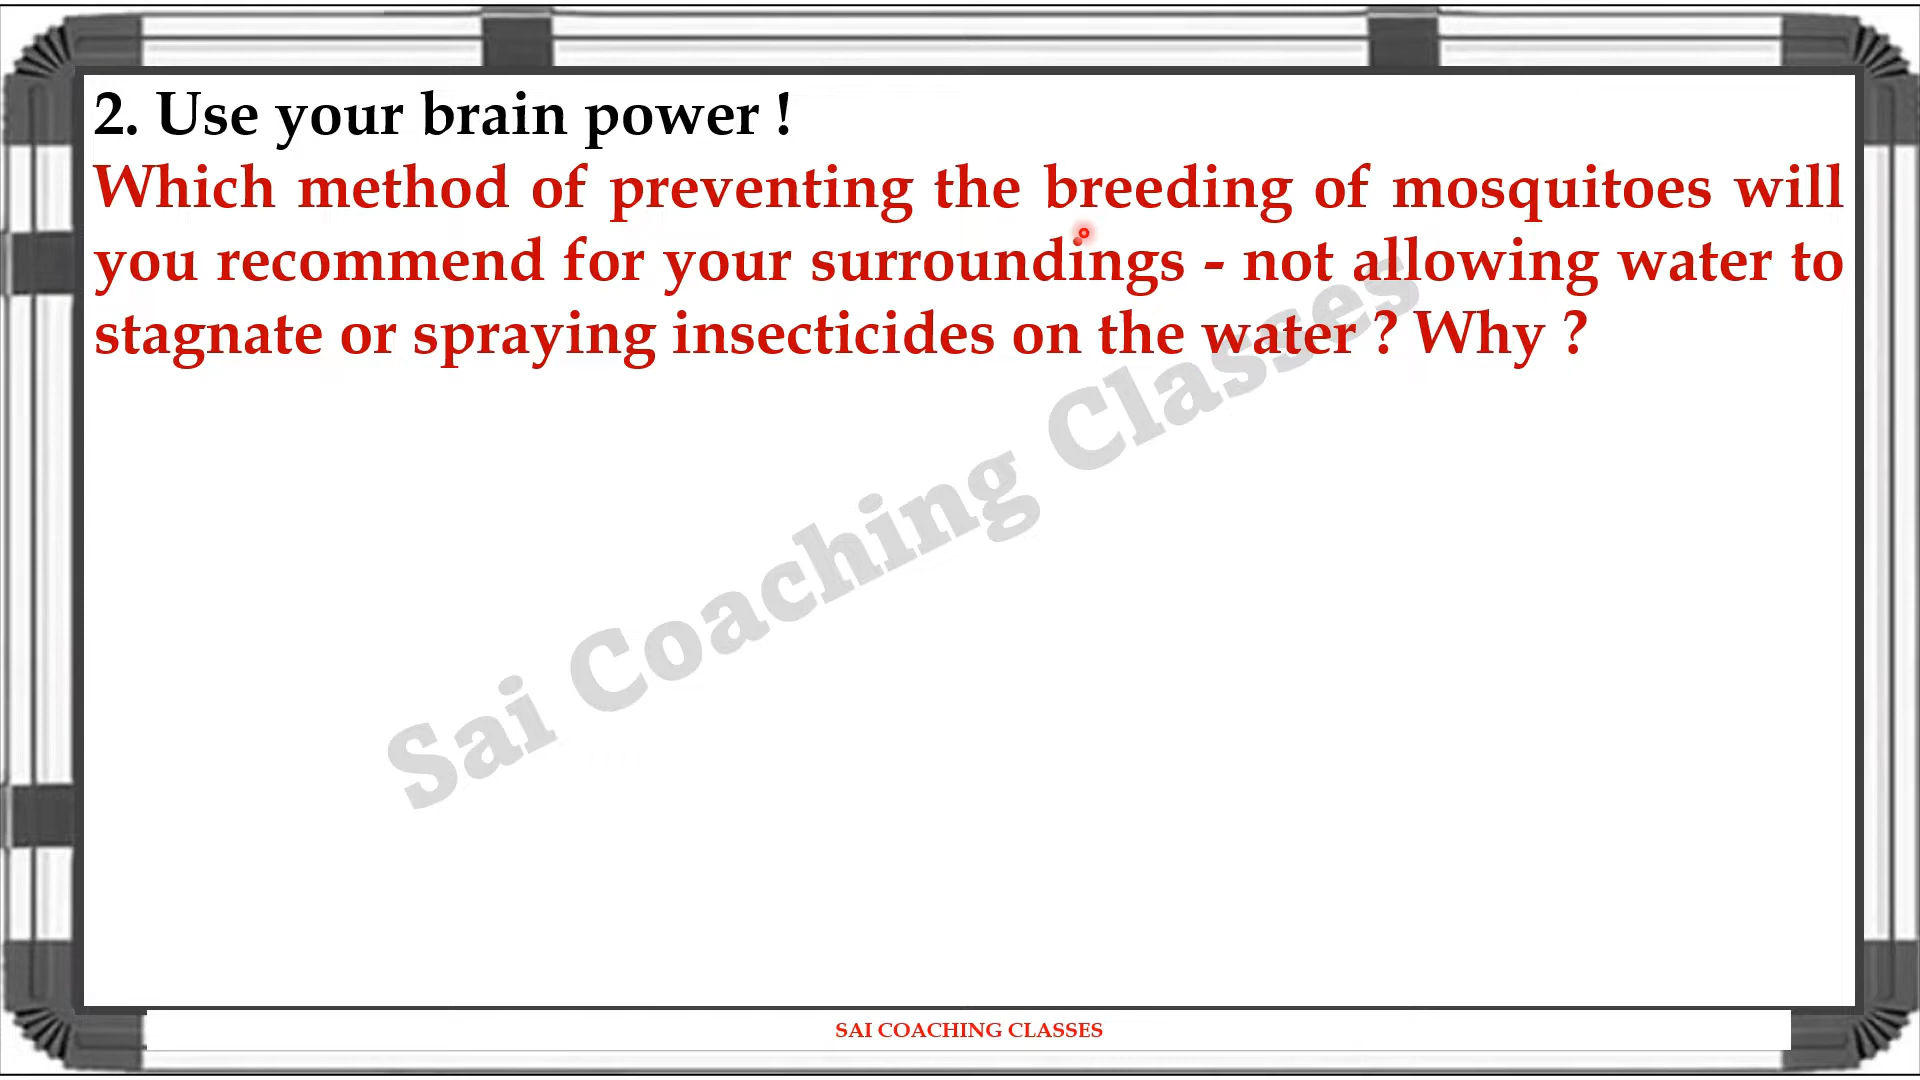 2. Use your brain power !
Which method of preventing the breeding of mosquitoes will
you recommend for your surroundings - not allowing water to
stagnate or spraying insecticides on the water ? Why ?
Sai Coaching Classes
SAI COACHING CLASSES